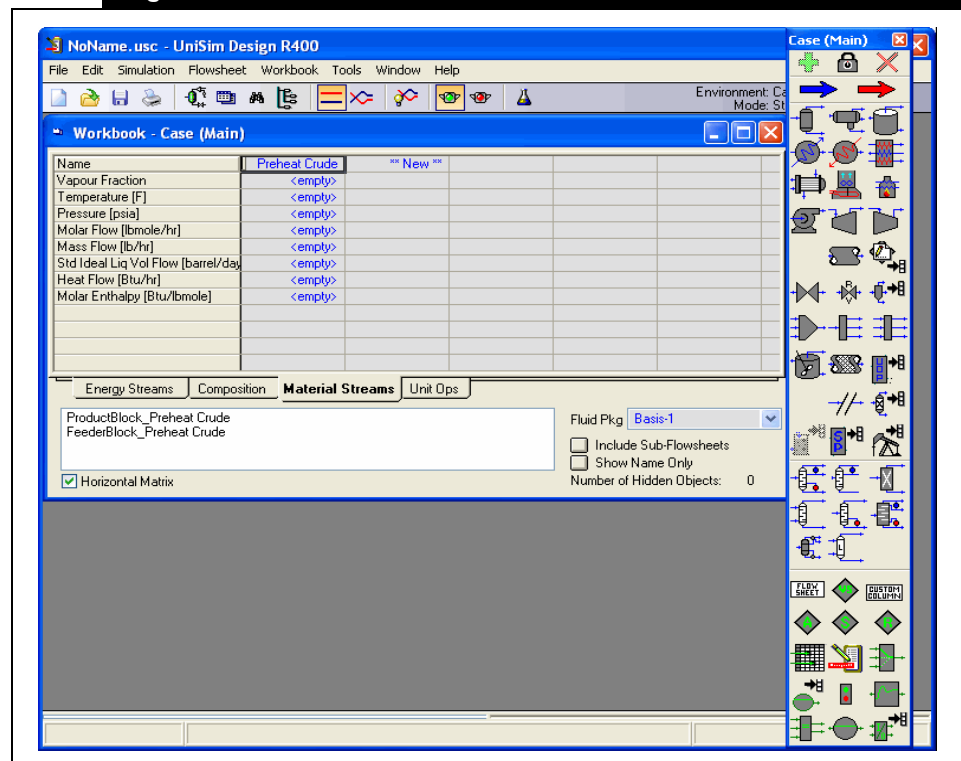 NoName.usc - UniSim Design R400
File Edit Simulation Flowsheet Workbook Tools Window Help
Environment: Ca
Mode: St
Workbook - Case (Main)
Name Preheat Crude ** New **
Vapour Fraction <empty>
Temperature [F] <empty>
Pressure [psia] <empty>
Molar Flow [lbmole/hr] <empty>
Mass Flow [lb/hr] <empty>
Std Ideal Liq Vol Flow [barrel/day <empty>
Heat Flow [Btu/hr] <empty>
Molar Enthalpy [Btu/lbmole] <empty>
Energy Streams Composition Material Streams Unit Ops
ProductBlock_Preheat Crude
FeederBlock_Preheat Crude
Fluid Pkg Basis-1
Include Sub-Flowsheets
Show Name Only
Number of Hidden Objects: 0
Horizontal Matrix
Case (Main)
FLOW
SHEET
CUSTOM
COLUMN
A S R